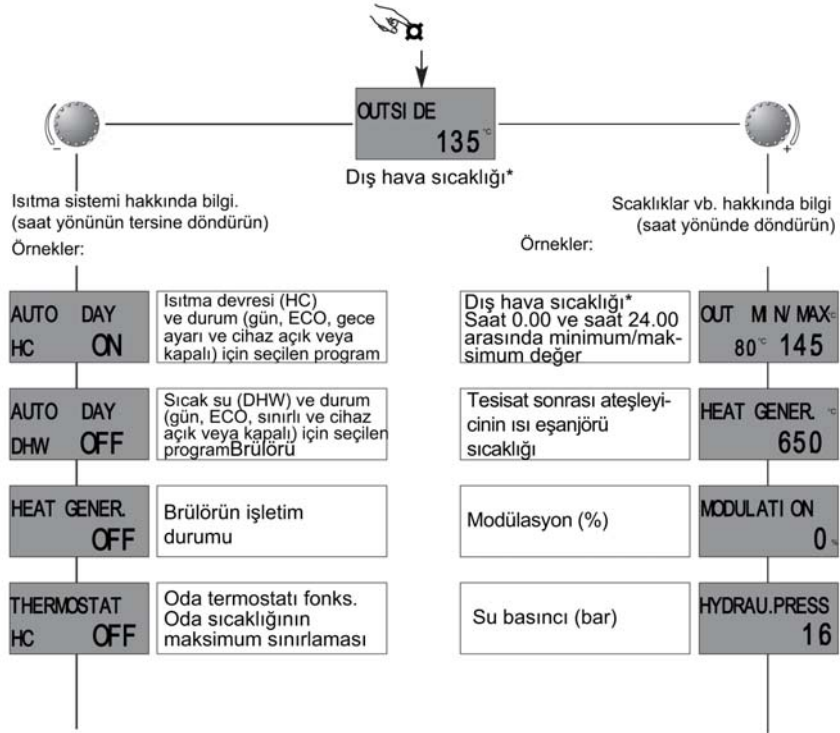 OUTSI DE
135 °C
Dış hava sıcaklığı*
-
+
Isıtma sistemi hakkında bilgi.
(saat yönünün tersine döndürün)
Örnekler:
AUTO DAY
HC ON
Isıtma devresi (HC)
ve durum (gün, ECO, gece
ayarı ve cihaz açık veya
kapalı) için seçilen program
AUTO DAY
DHW OFF
Sıcak su (DHW) ve durum
(gün, ECO, sınırlı ve cihaz
açık veya kapalı) için seçilen
programBrülörü
HEAT GENER.
OFF
Brülörün işletim
durumu
THERMOSTAT
HC OFF
Oda termostatı fonks.
Oda sıcaklığının
maksimum sınırlaması
Scaklıklar vb. hakkında bilgi
(saat yönünde döndürün)
Örnekler:
Dış hava sıcaklığı*
Saat 0.00 ve saat 24.00
arasında minimum/mak-
simum değer
OUT MI N/ MAX °C
80 °C 145
Tesisat sonrası ateşleyi-
cinin ısı eşanjörü
sıcaklığı
HEAT GENER. °C
650
Modülasyon (%)
MODULATI ON
0 %
Su basıncı (bar)
HYDRAU.PRESS
16